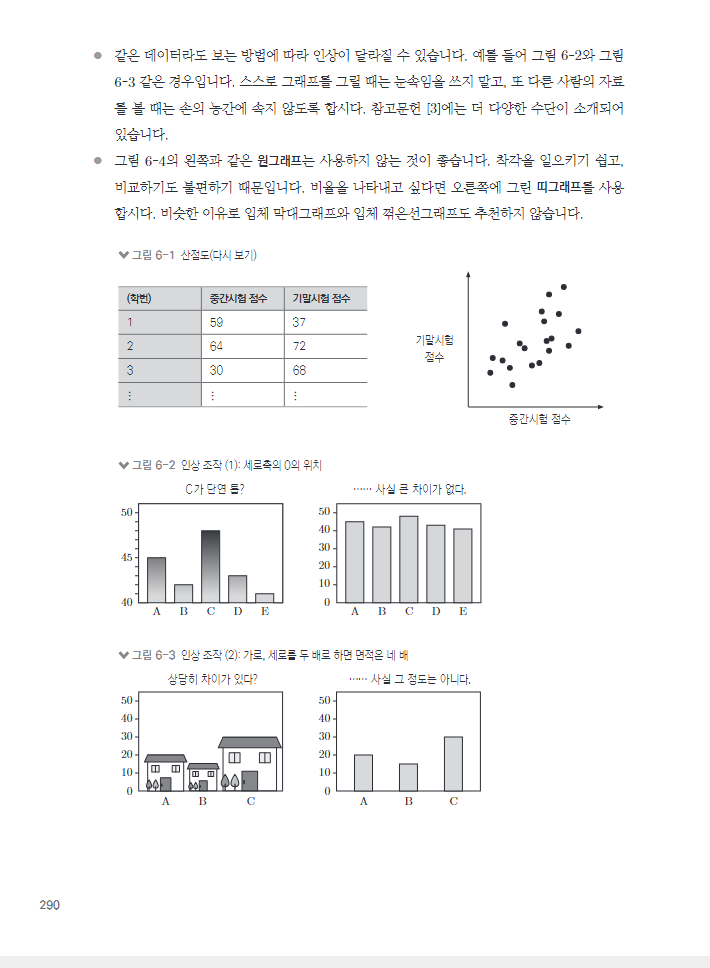 ● 같은 데이터라도 보는 방법에 따라 인상이 달라질 수 있습니다. 예를 들어 그림 6-2와 그림
6-3 같은 경우입니다. 스스로 그래프를 그릴 때는 눈속임을 쓰지 말고, 또 다른 사람의 자료
를 볼 때는 손의 농간에 속지 않도록 합시다. 참고문헌 [3]에는 더 다양한 수단이 소개되어
있습니다.
● 그림 6-4의 왼쪽과 같은 원그래프는 사용하지 않는 것이 좋습니다. 착각을 일으키기 쉽고,
비교하기도 불편하기 때문입니다. 비율을 나타내고 싶다면 오른쪽에 그린 띠그래프를 사용
합시다. 비슷한 이유로 입체 막대그래프와 입체 꺾은선그래프도 추천하지 않습니다.
그림 6-1 산점도(다시 보기)
(학번) 중간시험 점수 기말시험 점수
1 59 37
2 64 72
3 30 68
⋮ ⋮ ⋮
기말시험
점수
중간시험 점수
그림 6-2 인상 조작 (1): 세로축의 0의 위치
C가 단연 톱?
50
45
40
A B C D E
…… 사실 큰 차이가 없다.
50
40
30
20
10
0
A B C D E
그림 6-3 인상 조작 (2): 가로, 세로를 두 배로 하면 면적은 네 배
상당히 차이가 있다?
50
40
30
20
10
0
A B C
…… 사실 그 정도는 아니다.
50
40
30
20
10
0
A B C
290